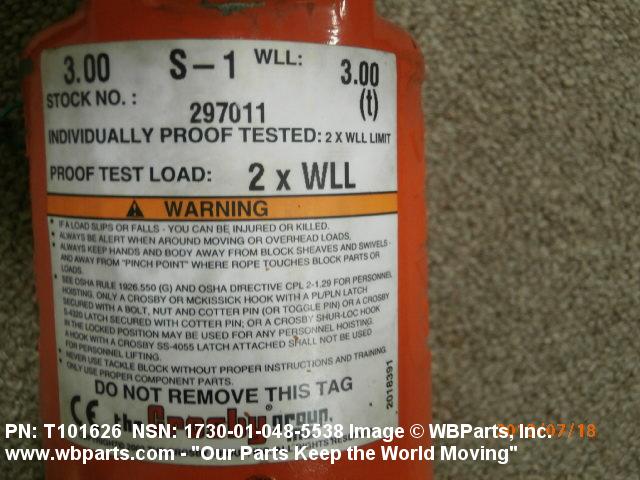 3.00 S-1 WLL: 3.00
(t)
STOCK NO. :
297011
INDIVIDUALLY PROOF TESTED: 2 X WLL LIMIT
PROOF TEST LOAD: 2 x WLL
WARNING
• IF A LOAD SLIPS OR FALLS - YOU CAN BE INJURED OR KILLED.
• ALWAYS BE ALERT WHEN AROUND MOVING OR OVERHEAD LOADS.
• ALWAYS KEEP HANDS AND BODY AWAY FROM BLOCK SHEAVES AND SWIVELS -
AND AWAY FROM "PINCH POINT" WHERE ROPE TOUCHES BLOCK PARTS OR
LOADS.
• SEE OSHA RULE 1926.550 (G) AND OSHA DIRECTIVE CPL 2-1.29 FOR PERSONNEL
HOISTING. ONLY A CROSBY OR MCKISSICK HOOK WITH A PL/PLN LATCH
SECURED WITH A BOLT, NUT AND COTTER PIN (OR TOGGLE PIN) OR A CROSBY
S-4320 LATCH SECURED WITH COTTER PIN; OR A CROSBY SHUR-LOC HOOK
IN THE LOCKED POSITION MAY BE USED FOR ANY PERSONNEL HOISTING.
A HOOK WITH A CROSBY SS-4055 LATCH ATTACHED SHALL NOT BE USED
FOR PERSONNEL LIFTING.
• NEVER USE TACKLE BLOCK WITHOUT PROPER INSTRUCTIONS AND TRAINING.
• ONLY USE PROPER COMPONENT PARTS.
DO NOT REMOVE THIS TAG
2018391
CE the Crosby group
PN: T101626 NSN: 1730-01-048-5538 Image © WBParts, Inc.
www.wbparts.com - "Our Parts Keep the World Moving"